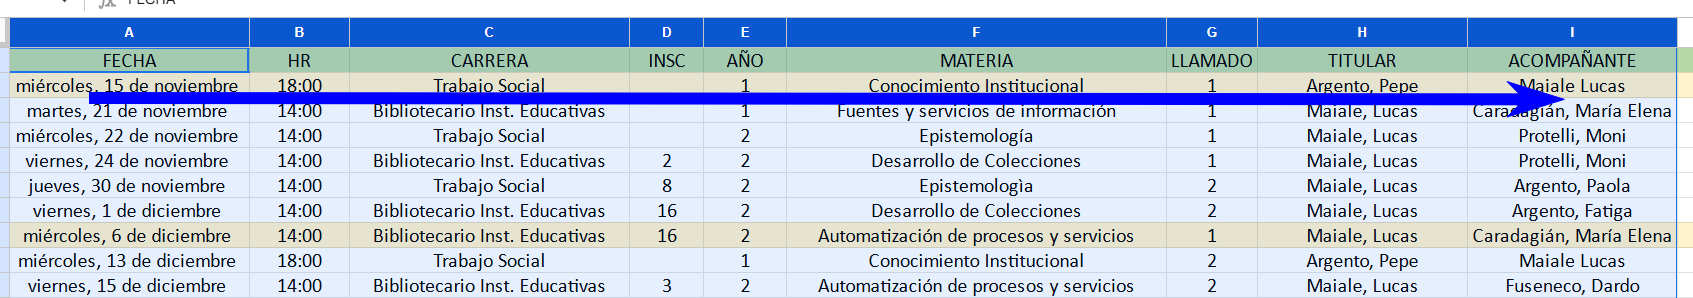 fx FECHA
A B C D E F G H I
FECHA HR CARRERA INSC AÑO MATERIA LLAMADO TITULAR ACOMPAÑANTE
miércoles, 15 de noviembre 18:00 Trabajo Social 1 Conocimiento Institucional 1 Argento, Pepe Maiale Lucas
martes, 21 de noviembre 14:00 Bibliotecario Inst. Educativas 1 Fuentes y servicios de información 1 Maiale, Lucas Caradagián, María Elena
miércoles, 22 de noviembre 14:00 Trabajo Social 2 Epistemología 1 Maiale, Lucas Protelli, Moni
viernes, 24 de noviembre 14:00 Bibliotecario Inst. Educativas 2 2 Desarrollo de Colecciones 1 Maiale, Lucas Protelli, Moni
jueves, 30 de noviembre 14:00 Trabajo Social 8 2 Epistemologìa 2 Maiale, Lucas Argento, Paola
viernes, 1 de diciembre 14:00 Bibliotecario Inst. Educativas 16 2 Desarrollo de Colecciones 2 Maiale, Lucas Argento, Fatiga
miércoles, 6 de diciembre 14:00 Bibliotecario Inst. Educativas 16 2 Automatización de procesos y servicios 1 Maiale, Lucas Caradagián, María Elena
miércoles, 13 de diciembre 18:00 Trabajo Social 1 Conocimiento Institucional 2 Argento, Pepe Maiale Lucas
viernes, 15 de diciembre 14:00 Bibliotecario Inst. Educativas 3 2 Automatización de procesos y servicios 2 Maiale, Lucas Fuseneco, Dardo